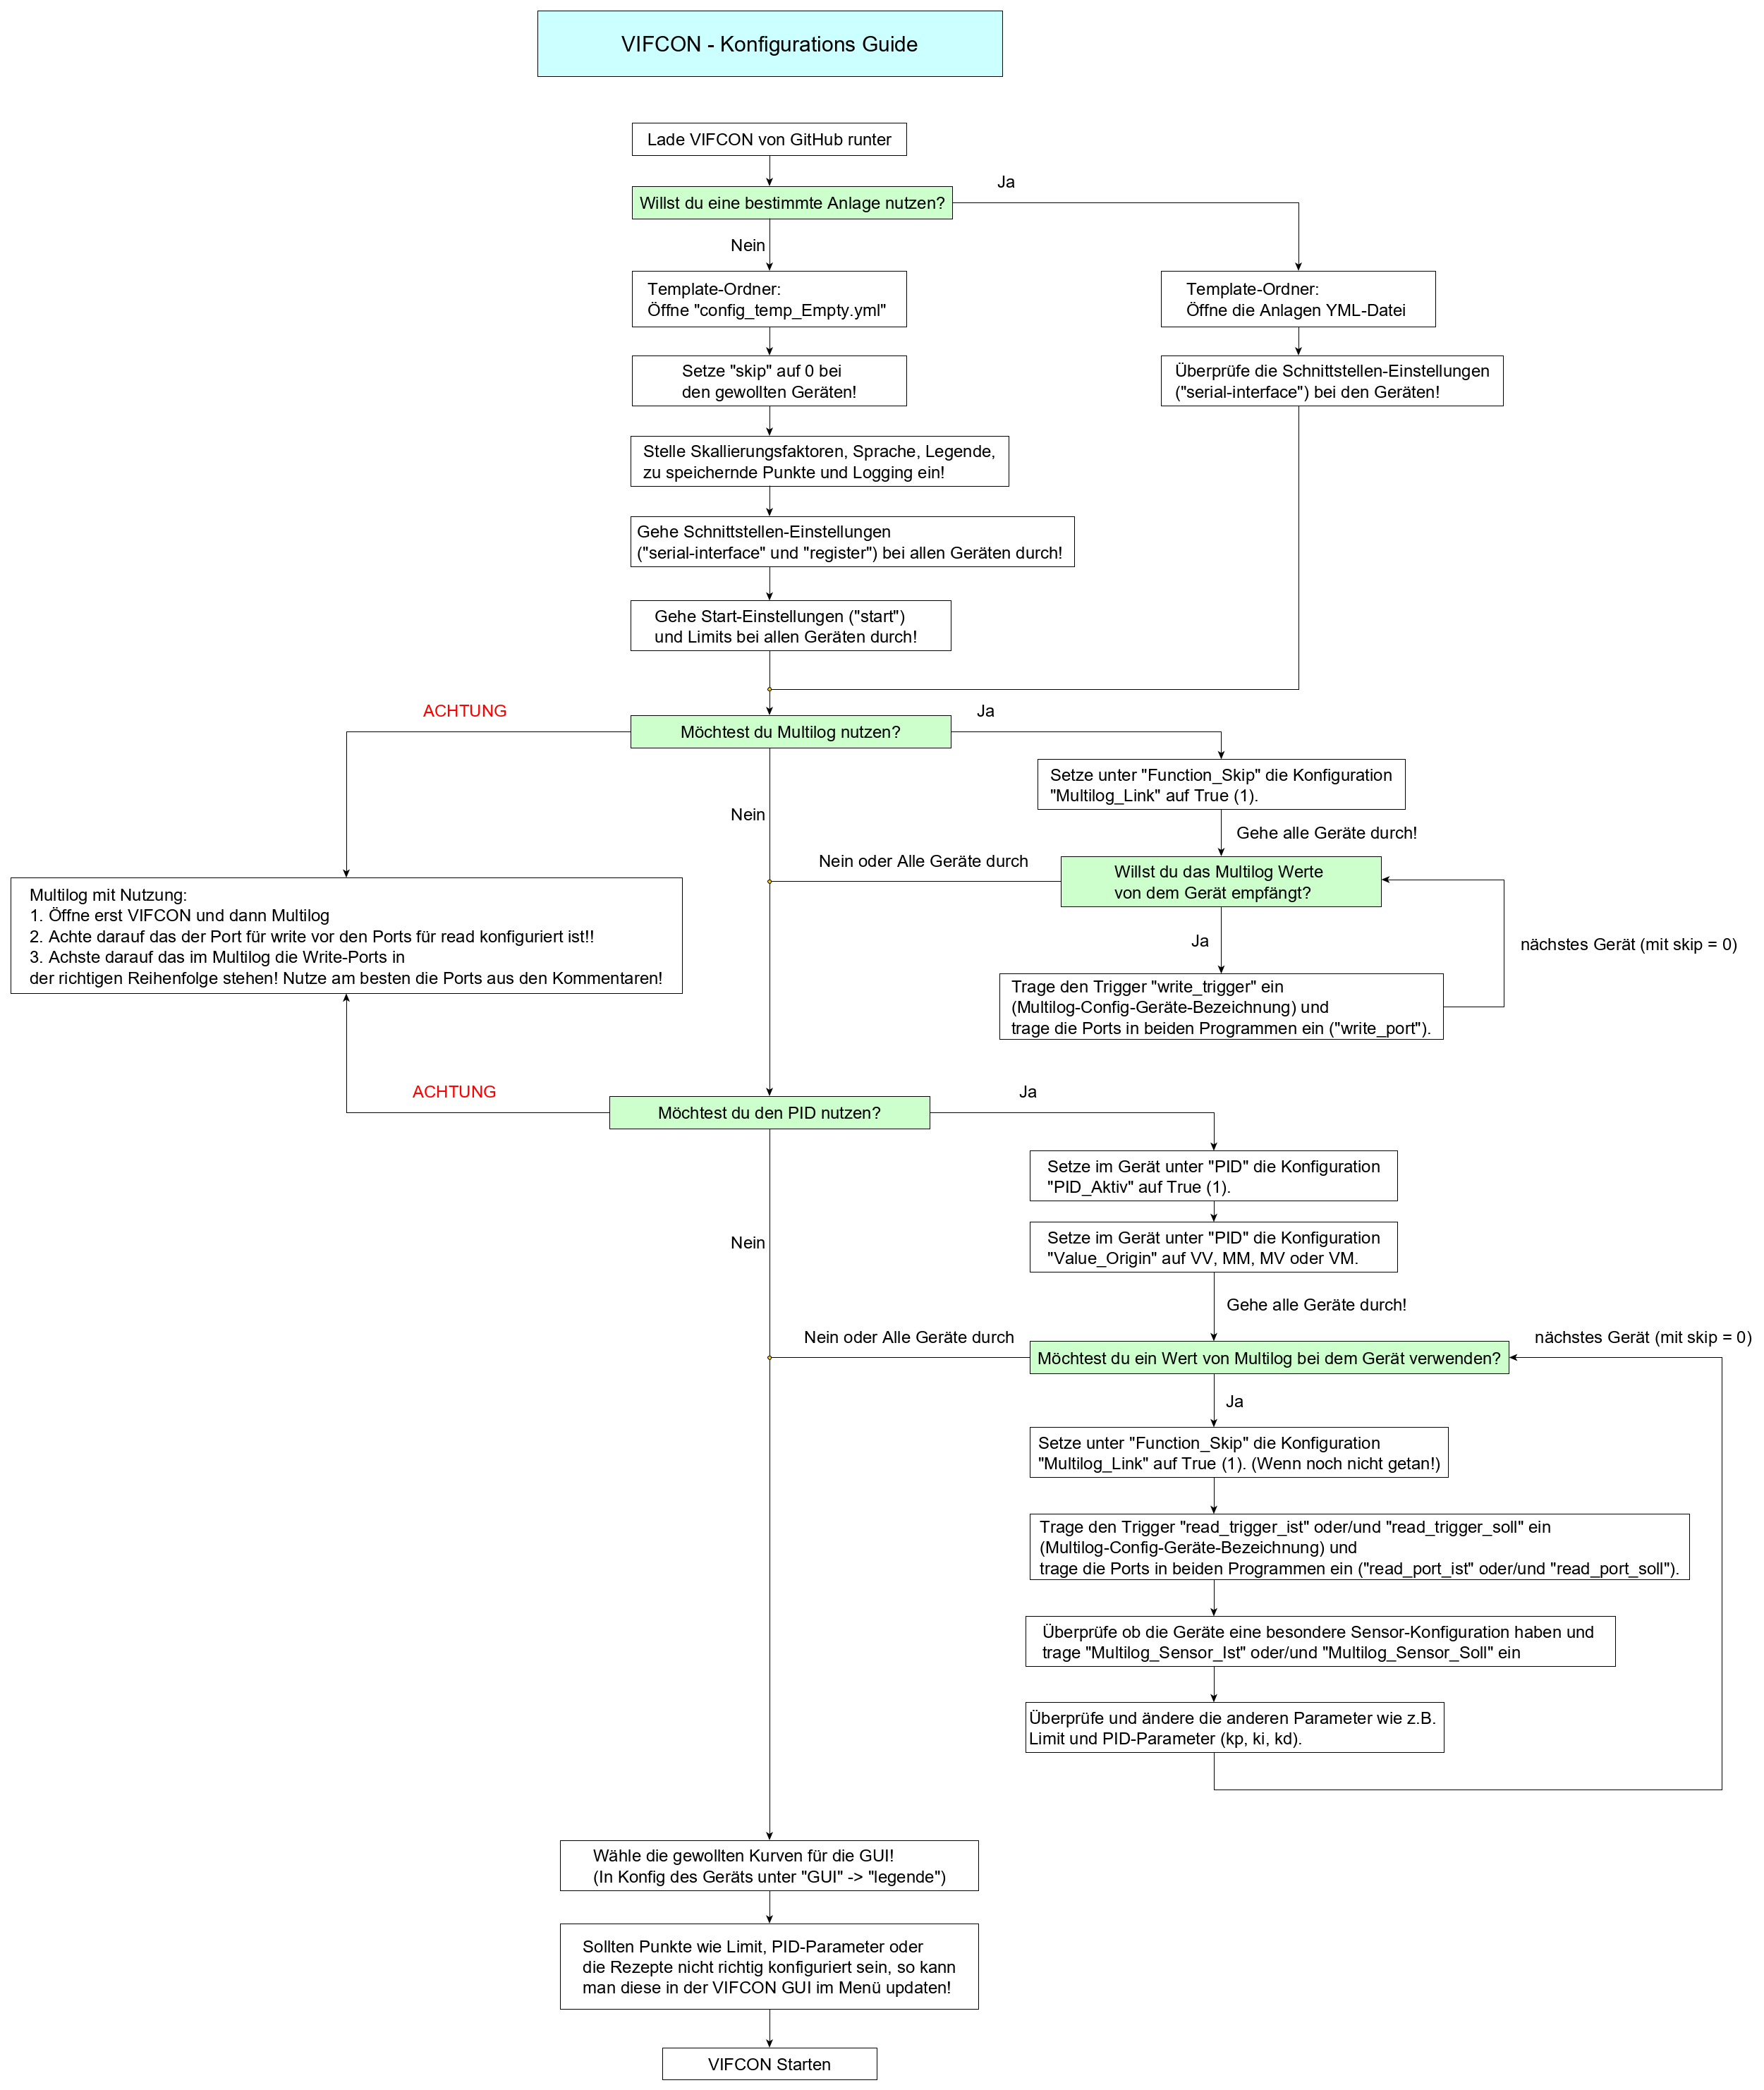 VIFCON - Konfigurations Guide
Lade VIFCON von GitHub runter
Willst du eine bestimmte Anlage nutzen?
Ja
Nein
Template-Ordner:
Öffne "config_temp_Empty.yml"
Template-Ordner:
Öffne die Anlagen YML-Datei
Setze "skip" auf 0 bei
den gewollten Geräten!
Überprüfe die Schnittstellen-Einstellungen
("serial-interface") bei den Geräten!
Stelle Skallierungsfaktoren, Sprache, Legende,
zu speichernde Punkte und Logging ein!
Gehe Schnittstellen-Einstellungen
("serial-interface" und "register") bei allen Geräten durch!
Gehe Start-Einstellungen ("start")
und Limits bei allen Geräten durch!
ACHTUNG
Möchtest du Multilog nutzen?
Ja
Setze unter "Function_Skip" die Konfiguration
"Multilog_Link" auf True (1).
Nein
Gehe alle Geräte durch!
Nein oder Alle Geräte durch
Willst du das Multilog Werte
von dem Gerät empfängt?
Multilog mit Nutzung:
1. Öffne erst VIFCON und dann Multilog
2. Achte darauf das der Port für write vor den Ports für read konfiguriert ist!!
3. Achste darauf das im Multilog die Write-Ports in
der richtigen Reihenfolge stehen! Nutze am besten die Ports aus den Kommentaren!
Ja
nächstes Gerät (mit skip = 0)
Trage den Trigger "write_trigger" ein
(Multilog-Config-Geräte-Bezeichnung) und
trage die Ports in beiden Programmen ein ("write_port").
ACHTUNG
Möchtest du den PID nutzen?
Ja
Setze im Gerät unter "PID" die Konfiguration
"PID_Aktiv" auf True (1).
Nein
Setze im Gerät unter "PID" die Konfiguration
"Value_Origin" auf VV, MM, MV oder VM.
Gehe alle Geräte durch!
Nein oder Alle Geräte durch
nächstes Gerät (mit skip = 0)
Möchtest du ein Wert von Multilog bei dem Gerät verwenden?
Ja
Setze unter "Function_Skip" die Konfiguration
"Multilog_Link" auf True (1). (Wenn noch nicht getan!)
Trage den Trigger "read_trigger_ist" oder/und "read_trigger_soll" ein
(Multilog-Config-Geräte-Bezeichnung) und
trage die Ports in beiden Programmen ein ("read_port_ist" oder/und "read_port_soll").
Überprüfe ob die Geräte eine besondere Sensor-Konfiguration haben und
trage "Multilog_Sensor_Ist" oder/und "Multilog_Sensor_Soll" ein
Überprüfe und ändere die anderen Parameter wie z.B.
Limit und PID-Parameter (kp, ki, kd).
Wähle die gewollten Kurven für die GUI!
(In Konfig des Geräts unter "GUI" -> "legende")
Sollten Punkte wie Limit, PID-Parameter oder
die Rezepte nicht richtig konfiguriert sein, so kann
man diese in der VIFCON GUI im Menü updaten!
VIFCON Starten